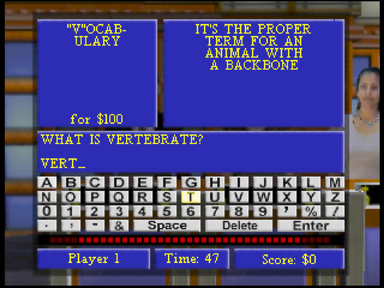 "V"OCAB-
ULARY
for $100
IT'S THE PROPER
TERM FOR AN
ANIMAL WITH
A BACKBONE
WHAT IS VERTEBRATE?
VERT_
A B C D E F G H I J K L M
N O P Q R S T U V W X Y Z
0 1 2 3 4 5 6 7 8 9 ' % /
. , - & Space Delete Enter
Player 1 Time: 47 Score: $0